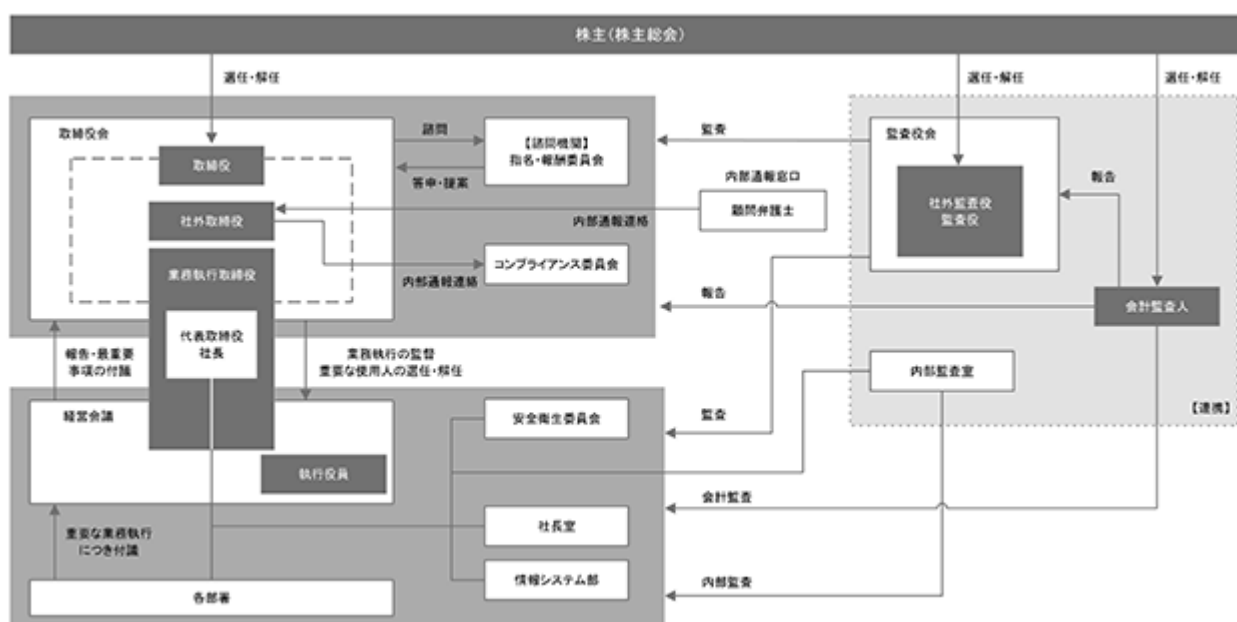 株主(株主総会)
選任・解任
選任・解任
選任・解任
取締役会
取締役
社外取締役
業務執行取締役
代表取締役
社長
諮問
答申・提案
【諮問機関】
指名・報酬委員会
内部通報連絡
内部通報連絡
コンプライアンス委員会
監査
内部通報窓口
顧問弁護士
監査役会
社外監査役
監査役
報告
報告
会計監査人
内部監査室
【連携】
報告・最重要
事項の付議
業務執行の監督
重要な使用人の選任・解任
経営会議
執行役員
安全衛生委員会
監査
会計監査
社長室
重要な業務執行
につき付議
情報システム部
内部監査
各部署